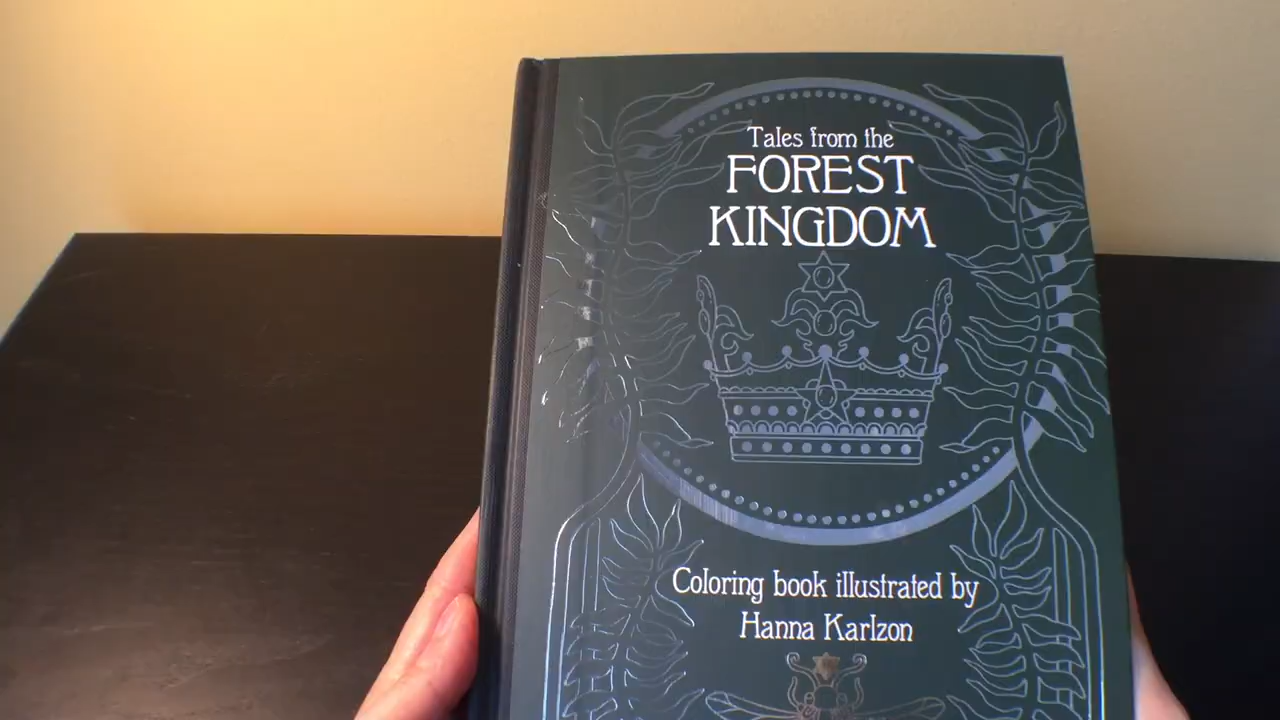 Tales from the
FOREST
KINGDOM
Coloring book illustrated by
Hanna Karlzon